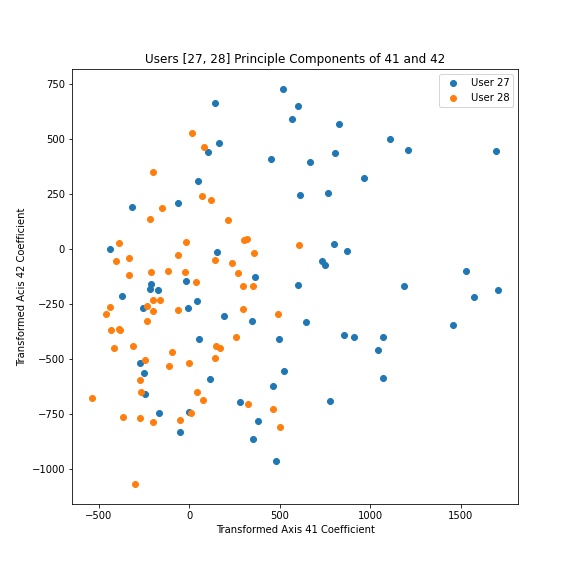 Users [27, 28] Principle Components of 41 and 42
User 27
User 28
Transformed Acis 42 Coefficient
750
500
250
0
−250
−500
−750
−1000
−500
0
500
1000
1500
Transformed Axis 41 Coefficient